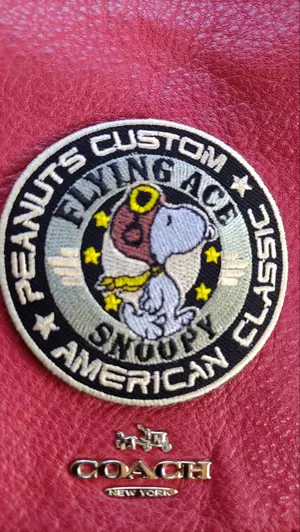 PEANUTS CUSTOM
FLYING ACE
SNOOPY
AMERICAN CLASSIC
COACH
NEW YORK